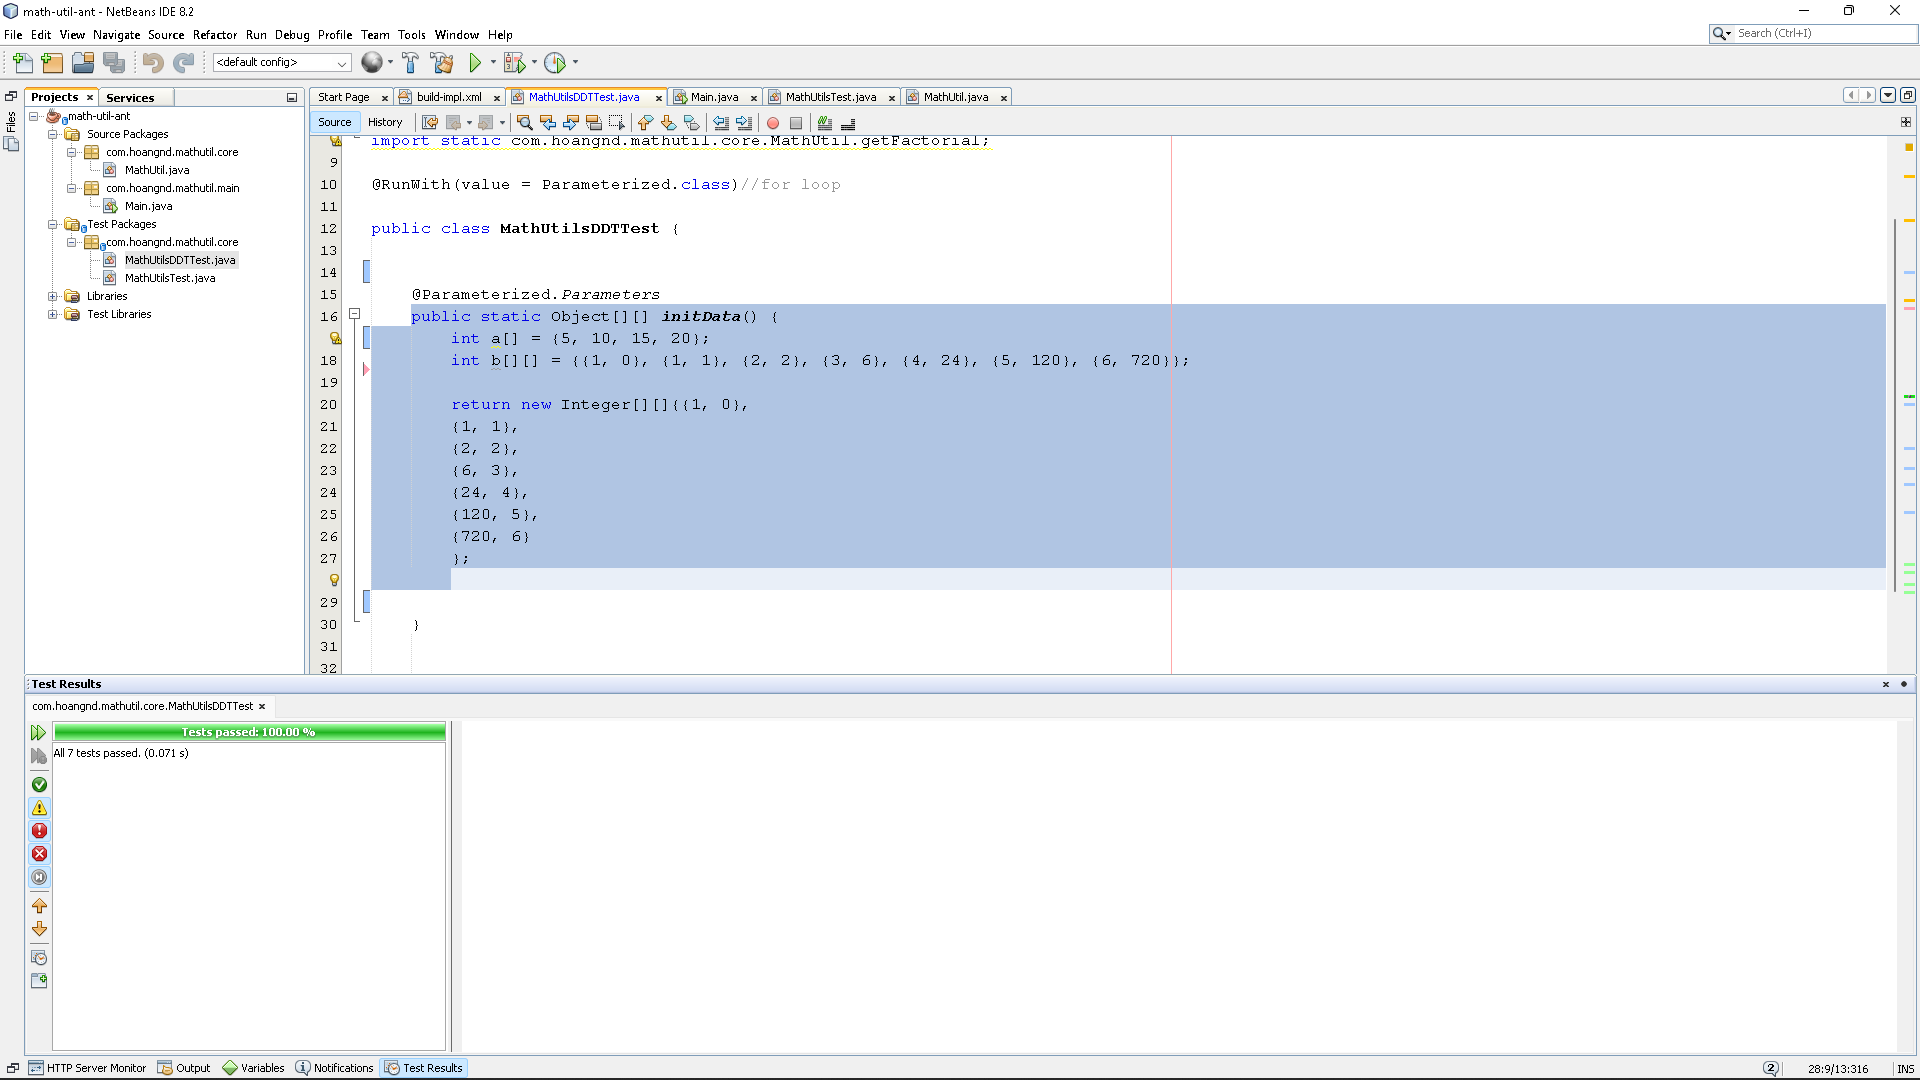 math-util-ant - NetBeans IDE 8.2
File Edit View Navigate Source Refactor Run Debug Profile Team Tools Window Help
Search (Ctrl+I)
<default config>
Projects Services
Files
Start Page build-impl.xml MathUtilsDDTTest.java Main.java MathUtilsTest.java MathUtil.java
math-util-ant
Source Packages
com.hoangnd.mathutil.core
MathUtil.java
com.hoangnd.mathutil.main
Main.java
Test Packages
com.hoangnd.mathutil.core
MathUtilsDDTTest.java
MathUtilsTest.java
Libraries
Test Libraries
Source History
import static com.hoangnd.mathutil.core.MathUtil.getFactorial;
9
10 @RunWith(value = Parameterized.class)//for loop
11
12 public class MathUtilsDDTTest {
13
14
15 @Parameterized.Parameters
16 public static Object[][] initData() {
int a[] = {5, 10, 15, 20};
18 int b[][] = {{1, 0}, {1, 1}, {2, 2}, {3, 6}, {4, 24}, {5, 120}, {6, 720}};
19
20 return new Integer[][]{{1, 0},
21 {1, 1},
22 {2, 2},
23 {6, 3},
24 {24, 4},
25 {120, 5},
26 {720, 6}
27 };
29
30 }
31
32
Test Results
com.hoangnd.mathutil.core.MathUtilsDDTTest
Tests passed: 100.00 %
All 7 tests passed. (0.071 s)
HTTP Server Monitor Output Variables Notifications Test Results
2 28:9/13:316 INS